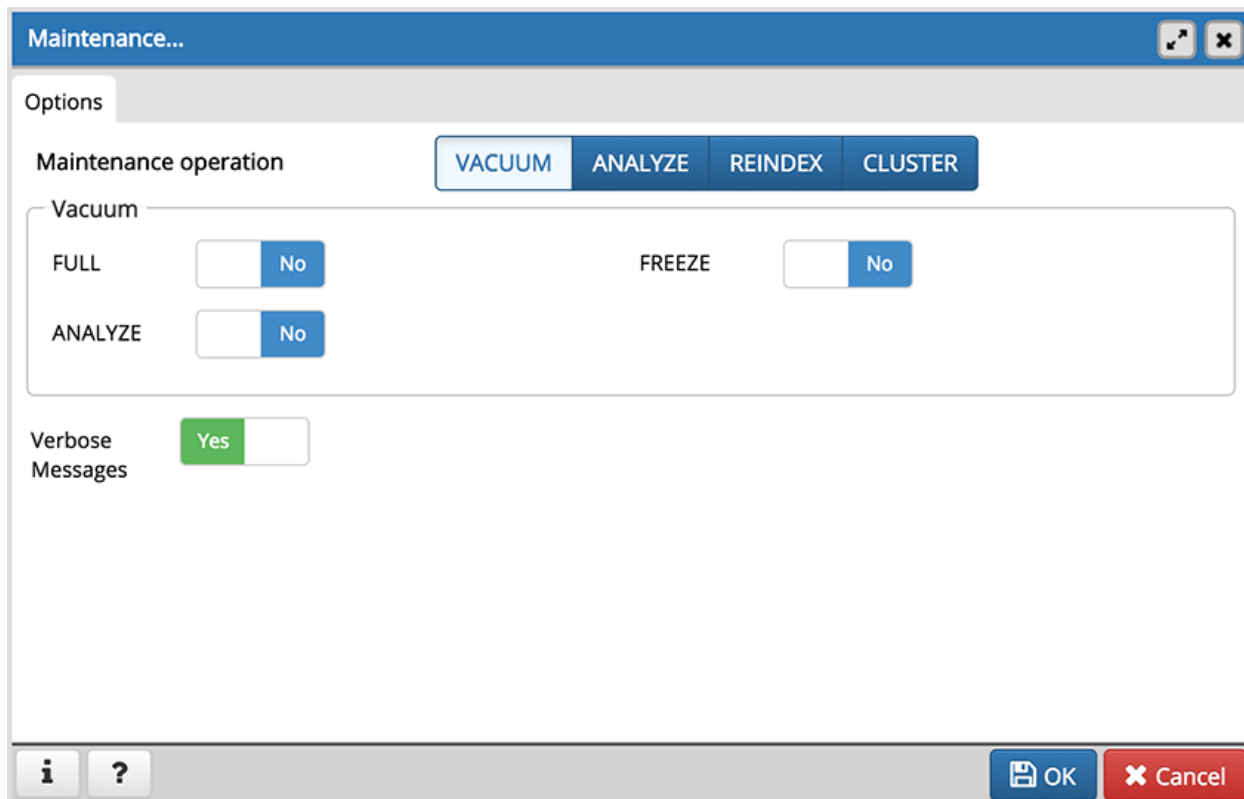 Maintenance...
Options
Maintenance operation VACUUM ANALYZE REINDEX CLUSTER
Vacuum
FULL No FREEZE No
ANALYZE No
Verbose Yes
Messages
i ? OK Cancel